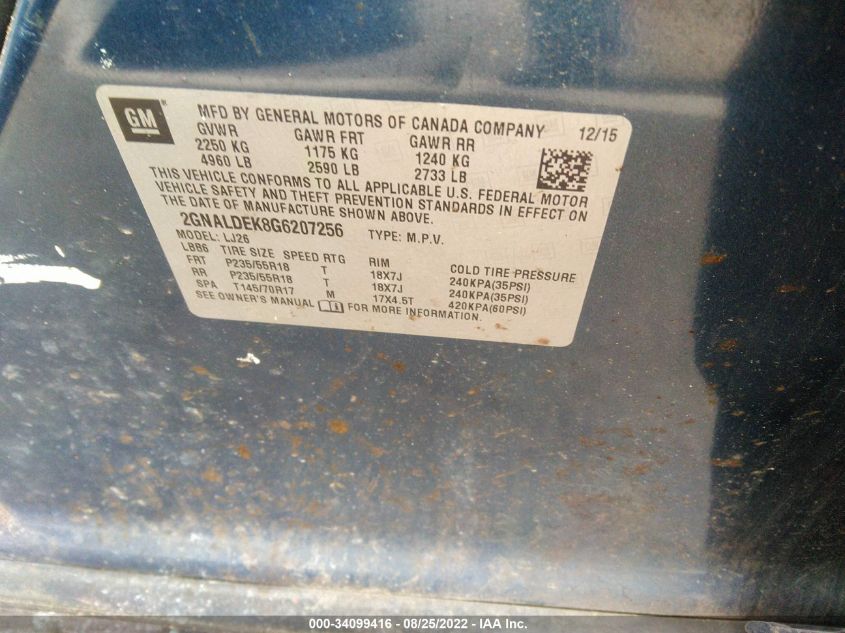 GM ® MFD BY GENERAL MOTORS OF CANADA COMPANY 12/15
GVWR GAWR FRT GAWR RR
2250 KG 1175 KG 1240 KG
4960 LB 2590 LB 2733 LB
THIS VEHICLE CONFORMS TO ALL APPLICABLE U.S. FEDERAL MOTOR
VEHICLE SAFETY AND THEFT PREVENTION STANDARDS IN EFFECT ON
THE DATE OF MANUFACTURE SHOWN ABOVE.
2GNALDEK8G6207256 TYPE: M.P.V.
MODEL: LJ26
LBB6 TIRE SIZE SPEED RTG RIM COLD TIRE PRESSURE
FRT P235/55R18 T 18X7J 240KPA(35PSI)
RR P235/55R18 T 18X7J 240KPA(35PSI)
SPA T145/70R17 M 17X4.5T 420KPA(60PSI)
SEE OWNER'S MANUAL FOR MORE INFORMATION.
000-34099416 - 08/25/2022 - IAA Inc.